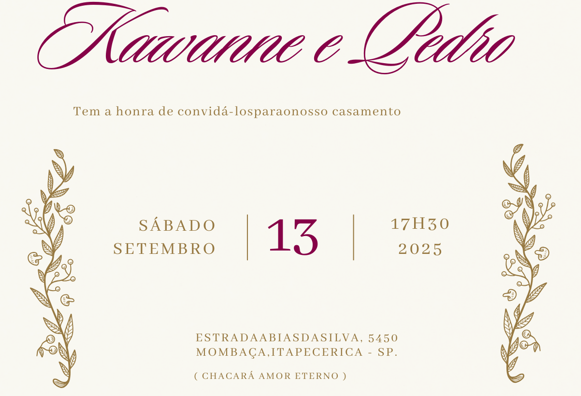 Kawanne e Pedro
Tem a honra de convidá-losparaonosso casamento
SÁBADO
SETEMBRO
13
17H30
2025
ESTRADAABIASDASILVA, 5450
MOMBAÇA,ITAPECERICA - SP.
( CHACARÁ AMOR ETERNO )